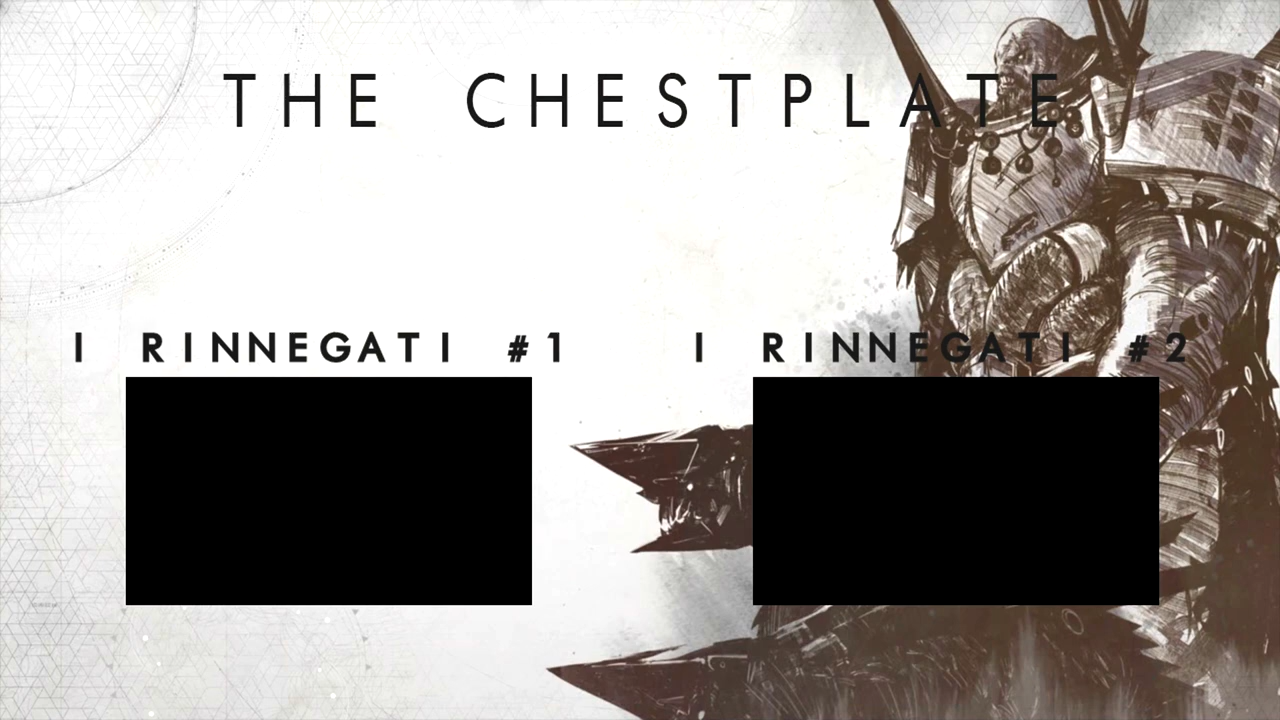 THE CHESTPLATE
I RINNEGATI #1
I RINNEGATI #2